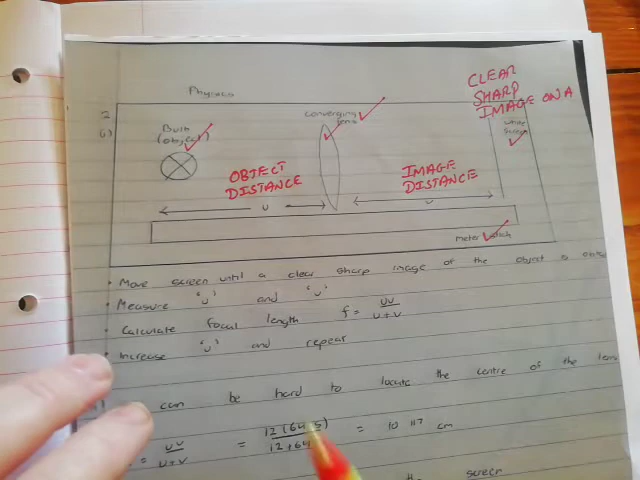 Physics
CLEAR
SHARP
IMAGE ON A
2
(i)
Bulb
(object)
converging
lens
white
screen
OBJECT
DISTANCE
IMAGE
DISTANCE
u
v
meter stick
• Move screen until a clear sharp image of the object is
• Measure 'u' and 'v'
• Calculate focal length f = uv/u+v
• Increase 'u' and repeat
can be hard to locate the centre of the lens
= uv/u+v = 12(64.5)/12+64 = 10.117 cm
the screen